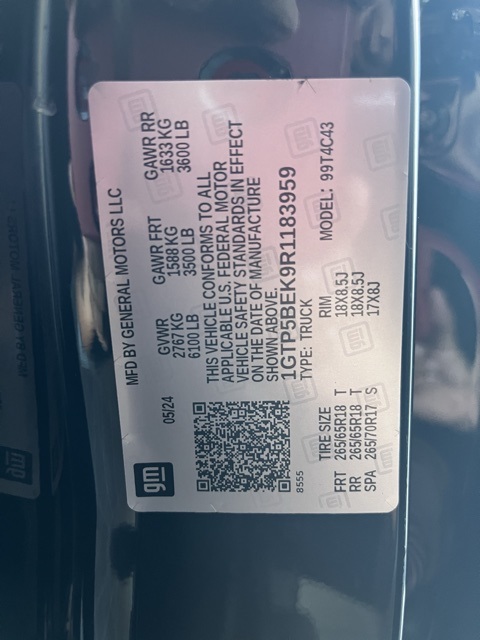 gm
MFD BY GENERAL MOTORS LLC
05/24
GVWR GAWR FRT GAWR RR
2767 KG 1588 KG 1633 KG
6100 LB 3500 LB 3600 LB
THIS VEHICLE CONFORMS TO ALL
APPLICABLE U.S. FEDERAL MOTOR
VEHICLE SAFETY STANDARDS IN EFFECT
ON THE DATE OF MANUFACTURE
SHOWN ABOVE.
1GTP5BEK9R1183959
8555
TYPE: TRUCK MODEL: 99T4C43
TIRE SIZE RIM
FRT 265/65R18 T 18X8.5J
RR 265/65R18 T 18X8.5J
SPA 265/70R17 S 17X8J